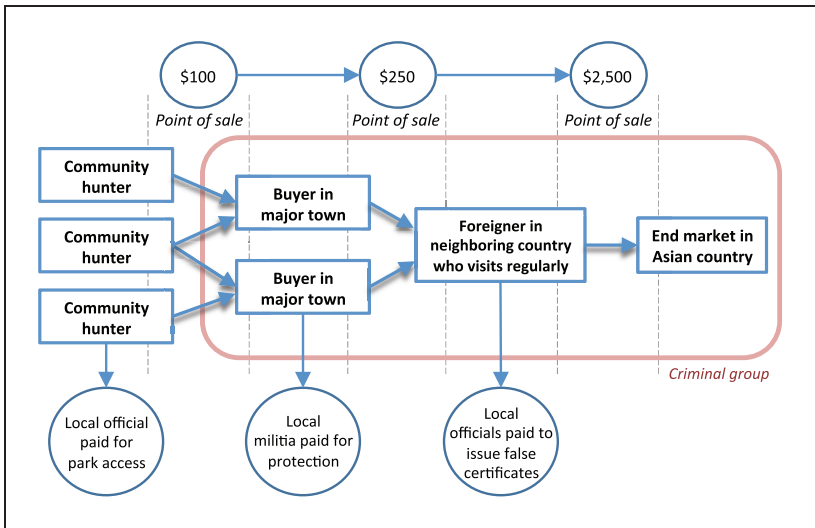 $100
$250
$2,500
Point of sale
Point of sale
Point of sale
Community
hunter
Community
hunter
Community
hunter
Buyer in
major town
Buyer in
major town
Foreigner in
neighboring country
who visits regularly
End market in
Asian country
Criminal group
Local official
paid for
park access
Local
militia paid for
protection
Local
officials paid to
issue false
certificates